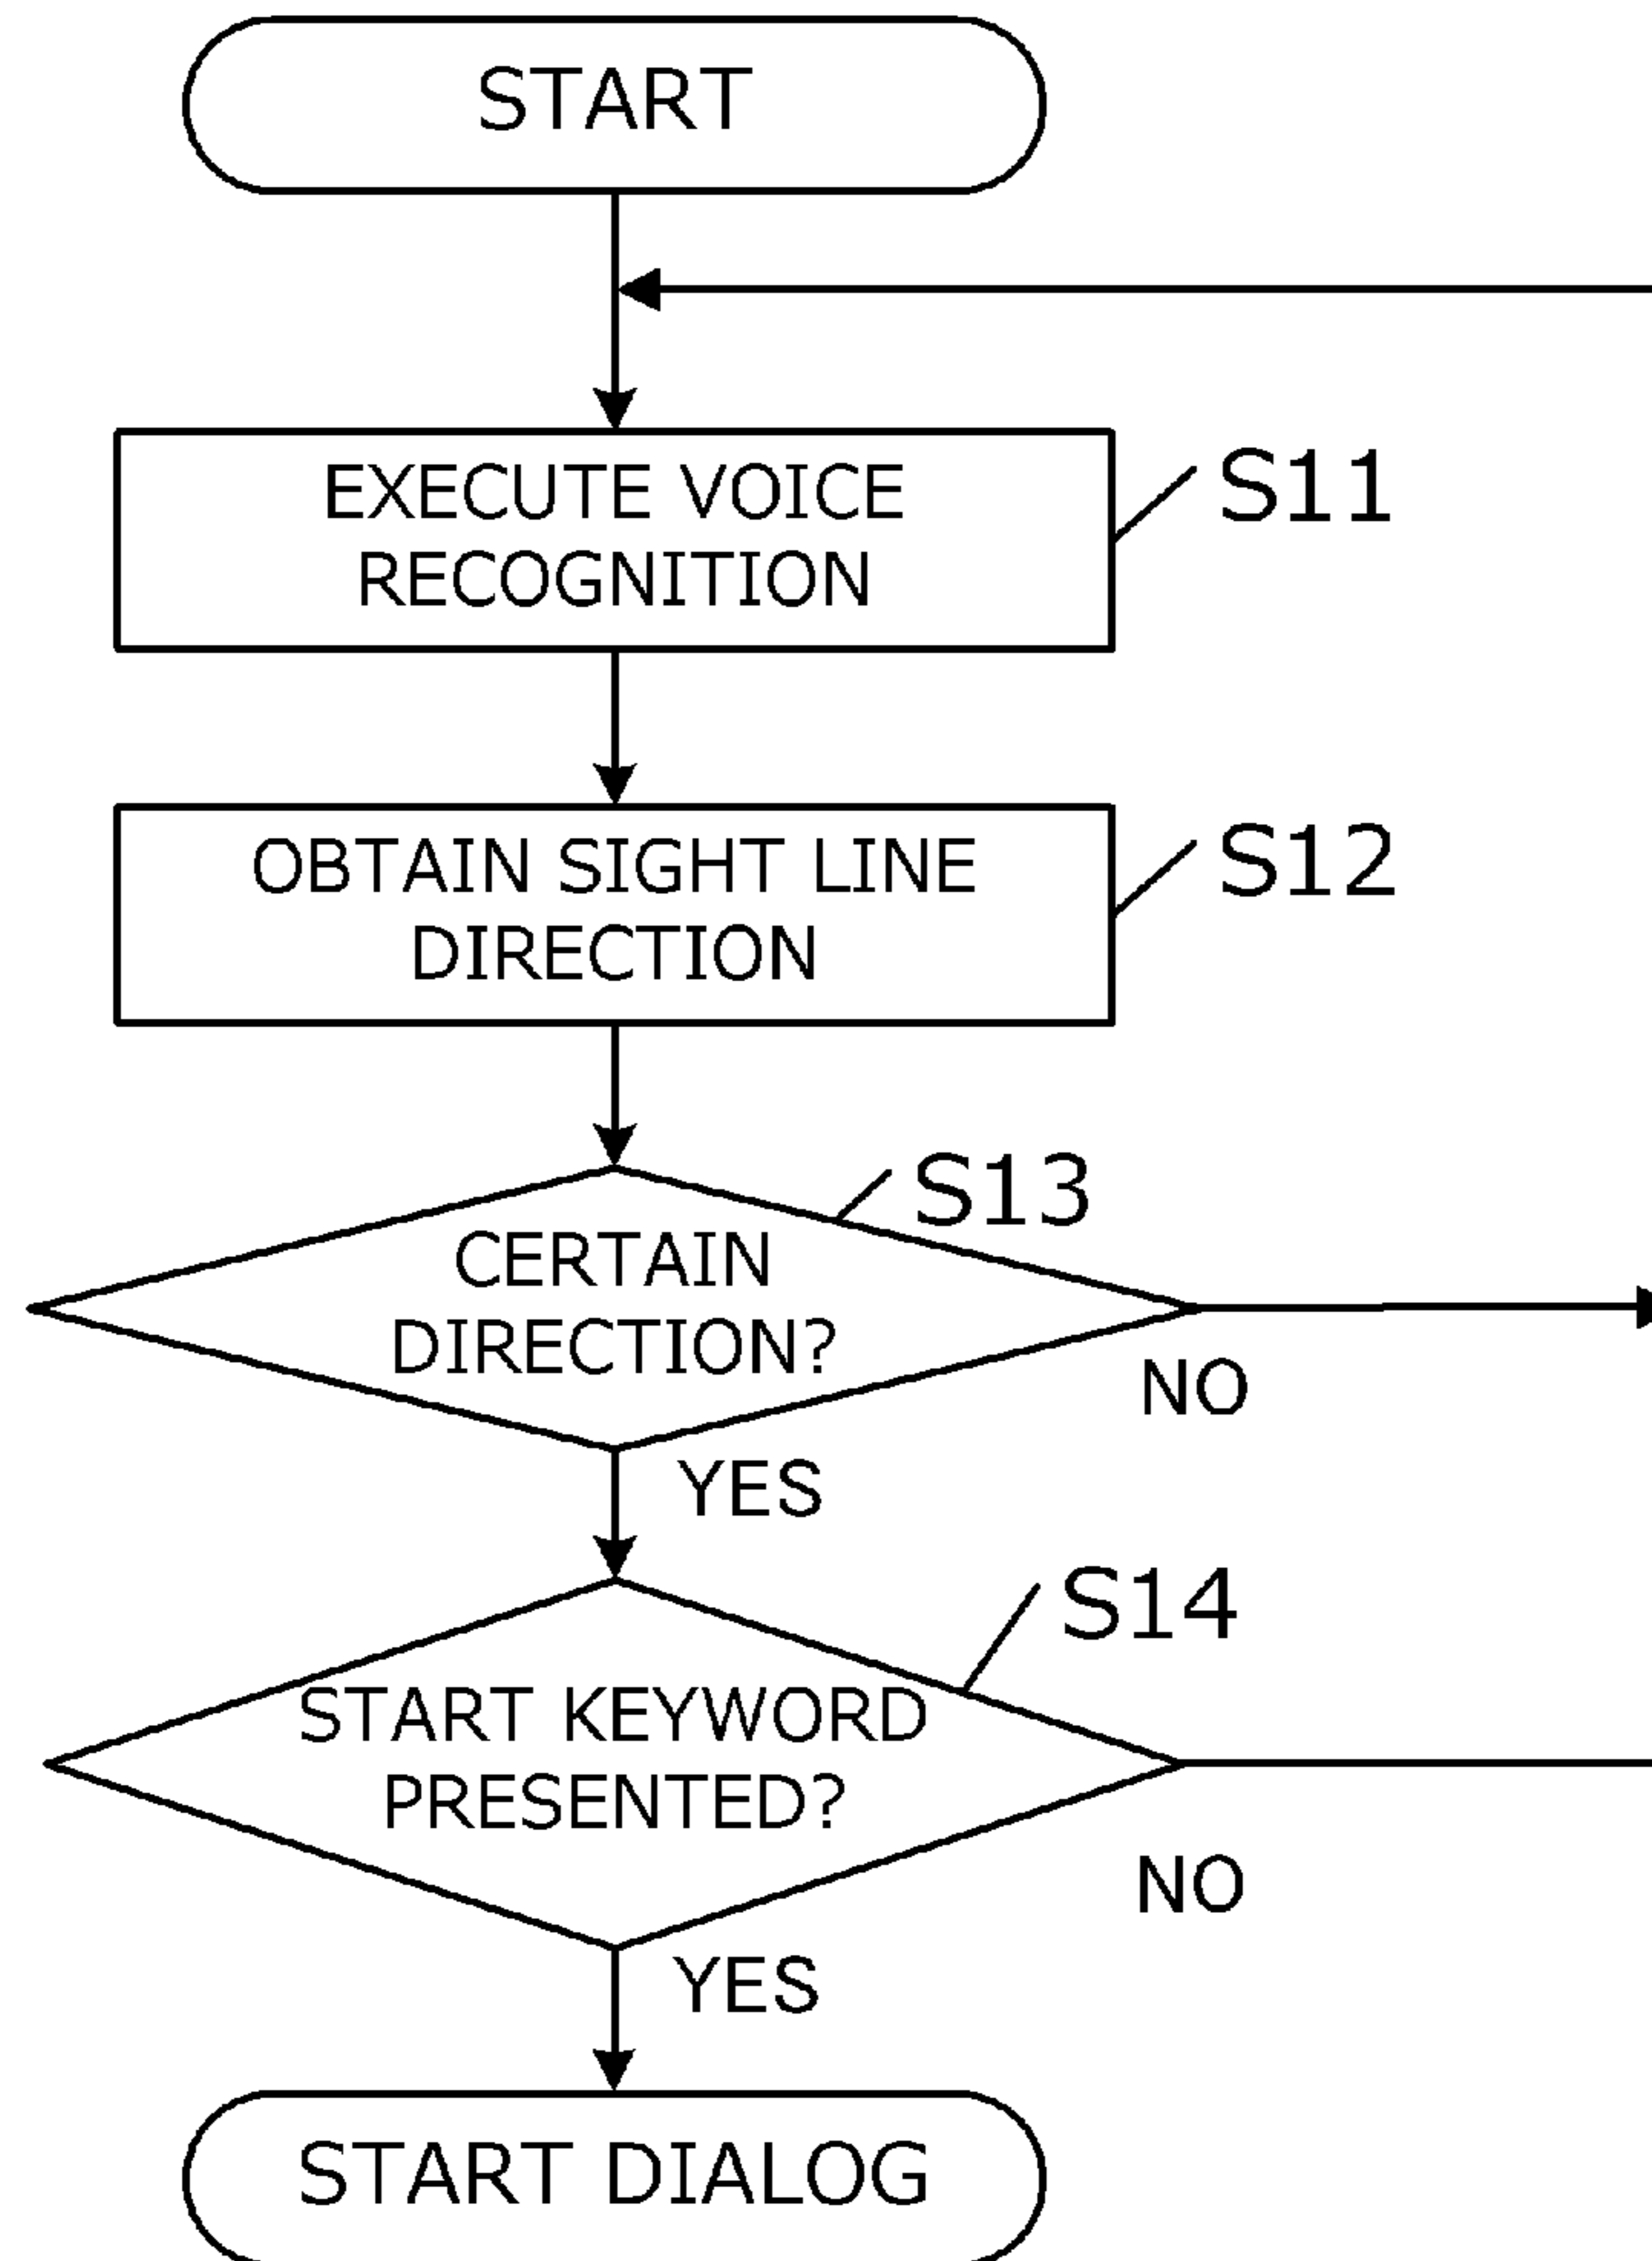 START
EXECUTE VOICE
RECOGNITION
S11
OBTAIN SIGHT LINE
DIRECTION
S12
S13
CERTAIN
DIRECTION?
NO
YES
S14
START KEYWORD
PRESENTED?
NO
YES
START DIALOG